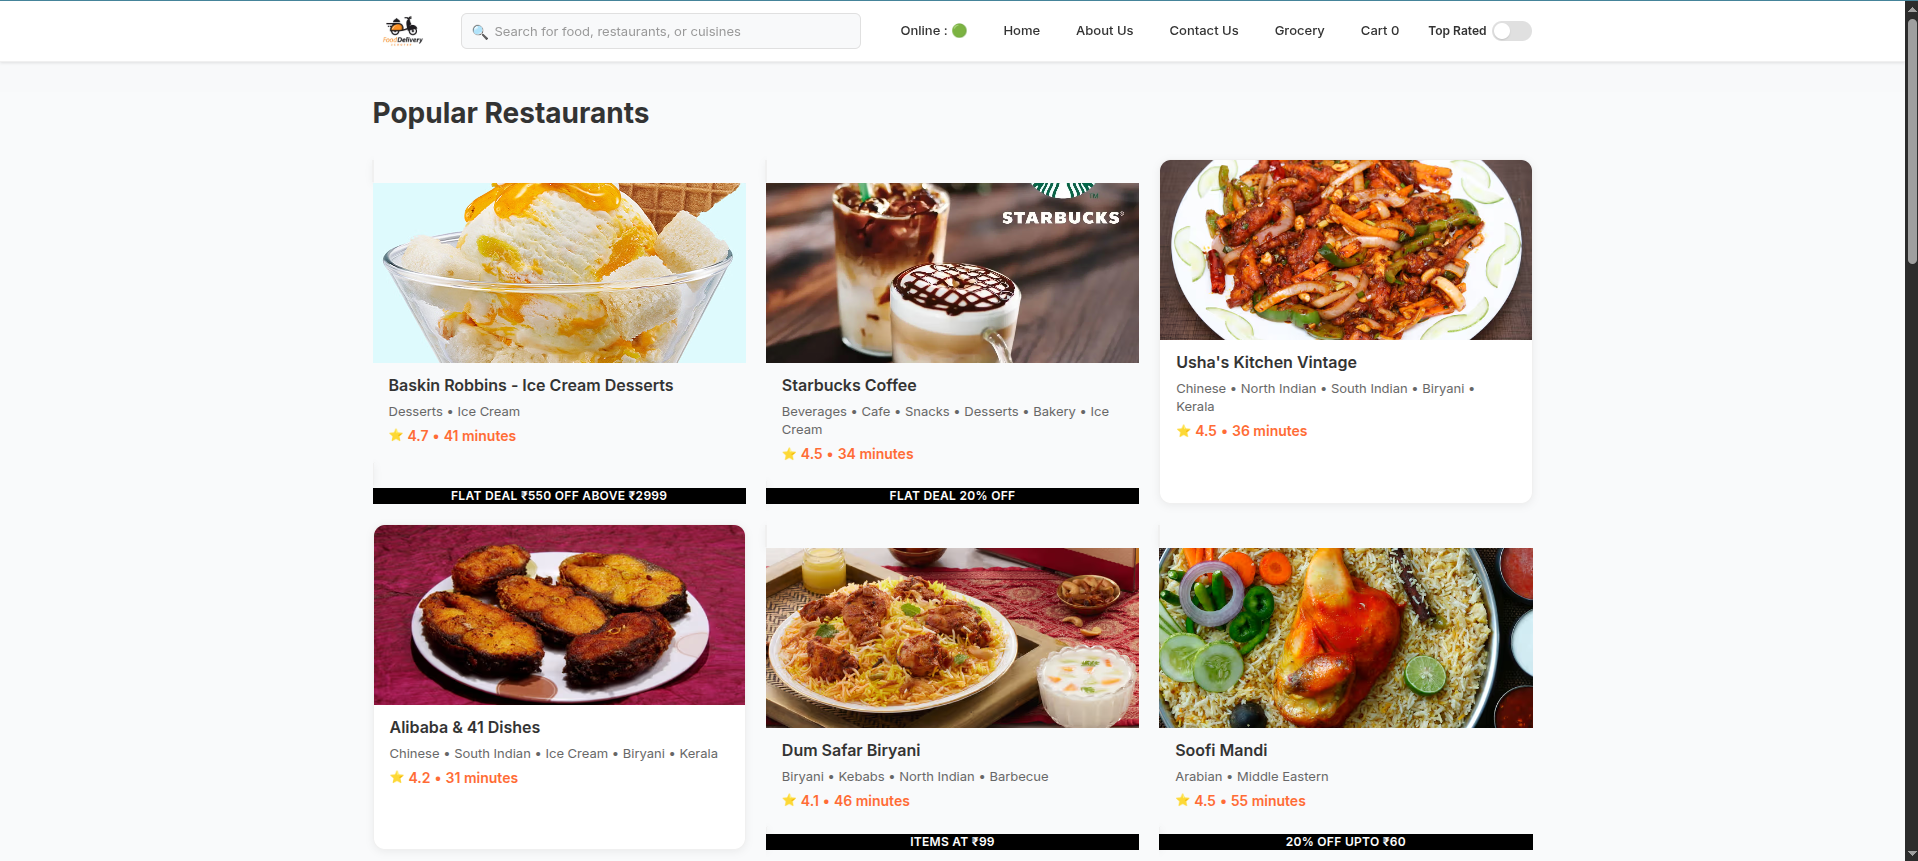 FoodDelivery
Search for food, restaurants, or cuisines
Online :
Home
About Us
Contact Us
Grocery
Cart 0
Top Rated
Popular Restaurants
STARBUCKS
Baskin Robbins - Ice Cream Desserts
Desserts • Ice Cream
4.7 • 41 minutes
FLAT DEAL ₹550 OFF ABOVE ₹2999
Starbucks Coffee
Beverages • Cafe • Snacks • Desserts • Bakery • Ice
Cream
4.5 • 34 minutes
FLAT DEAL 20% OFF
Usha's Kitchen Vintage
Chinese • North Indian • South Indian • Biryani •
Kerala
4.5 • 36 minutes
Alibaba & 41 Dishes
Chinese • South Indian • Ice Cream • Biryani • Kerala
4.2 • 31 minutes
Dum Safar Biryani
Biryani • Kebabs • North Indian • Barbecue
4.1 • 46 minutes
ITEMS AT ₹99
Soofi Mandi
Arabian • Middle Eastern
4.5 • 55 minutes
20% OFF UPTO ₹60